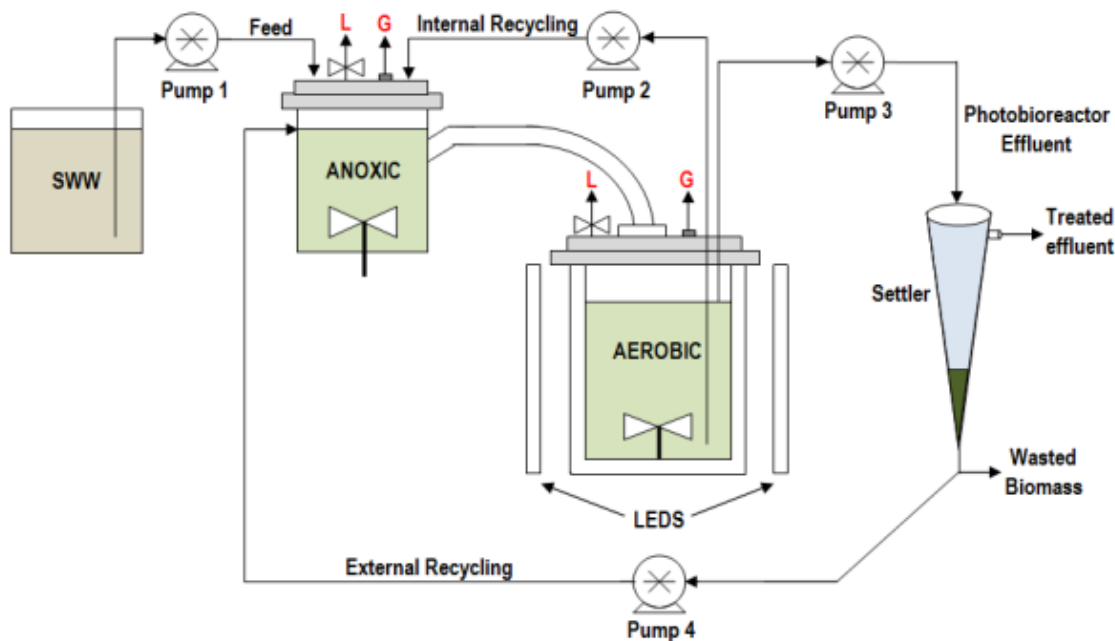 L
G
Feed
Internal Recycling
Pump 1
Pump 2
Pump 3
Photobioreactor
Effluent
SWW
ANOXIC
L
G
Treated
effluent
Settler
AEROBIC
Wasted
Biomass
LEDS
External Recycling
Pump 4